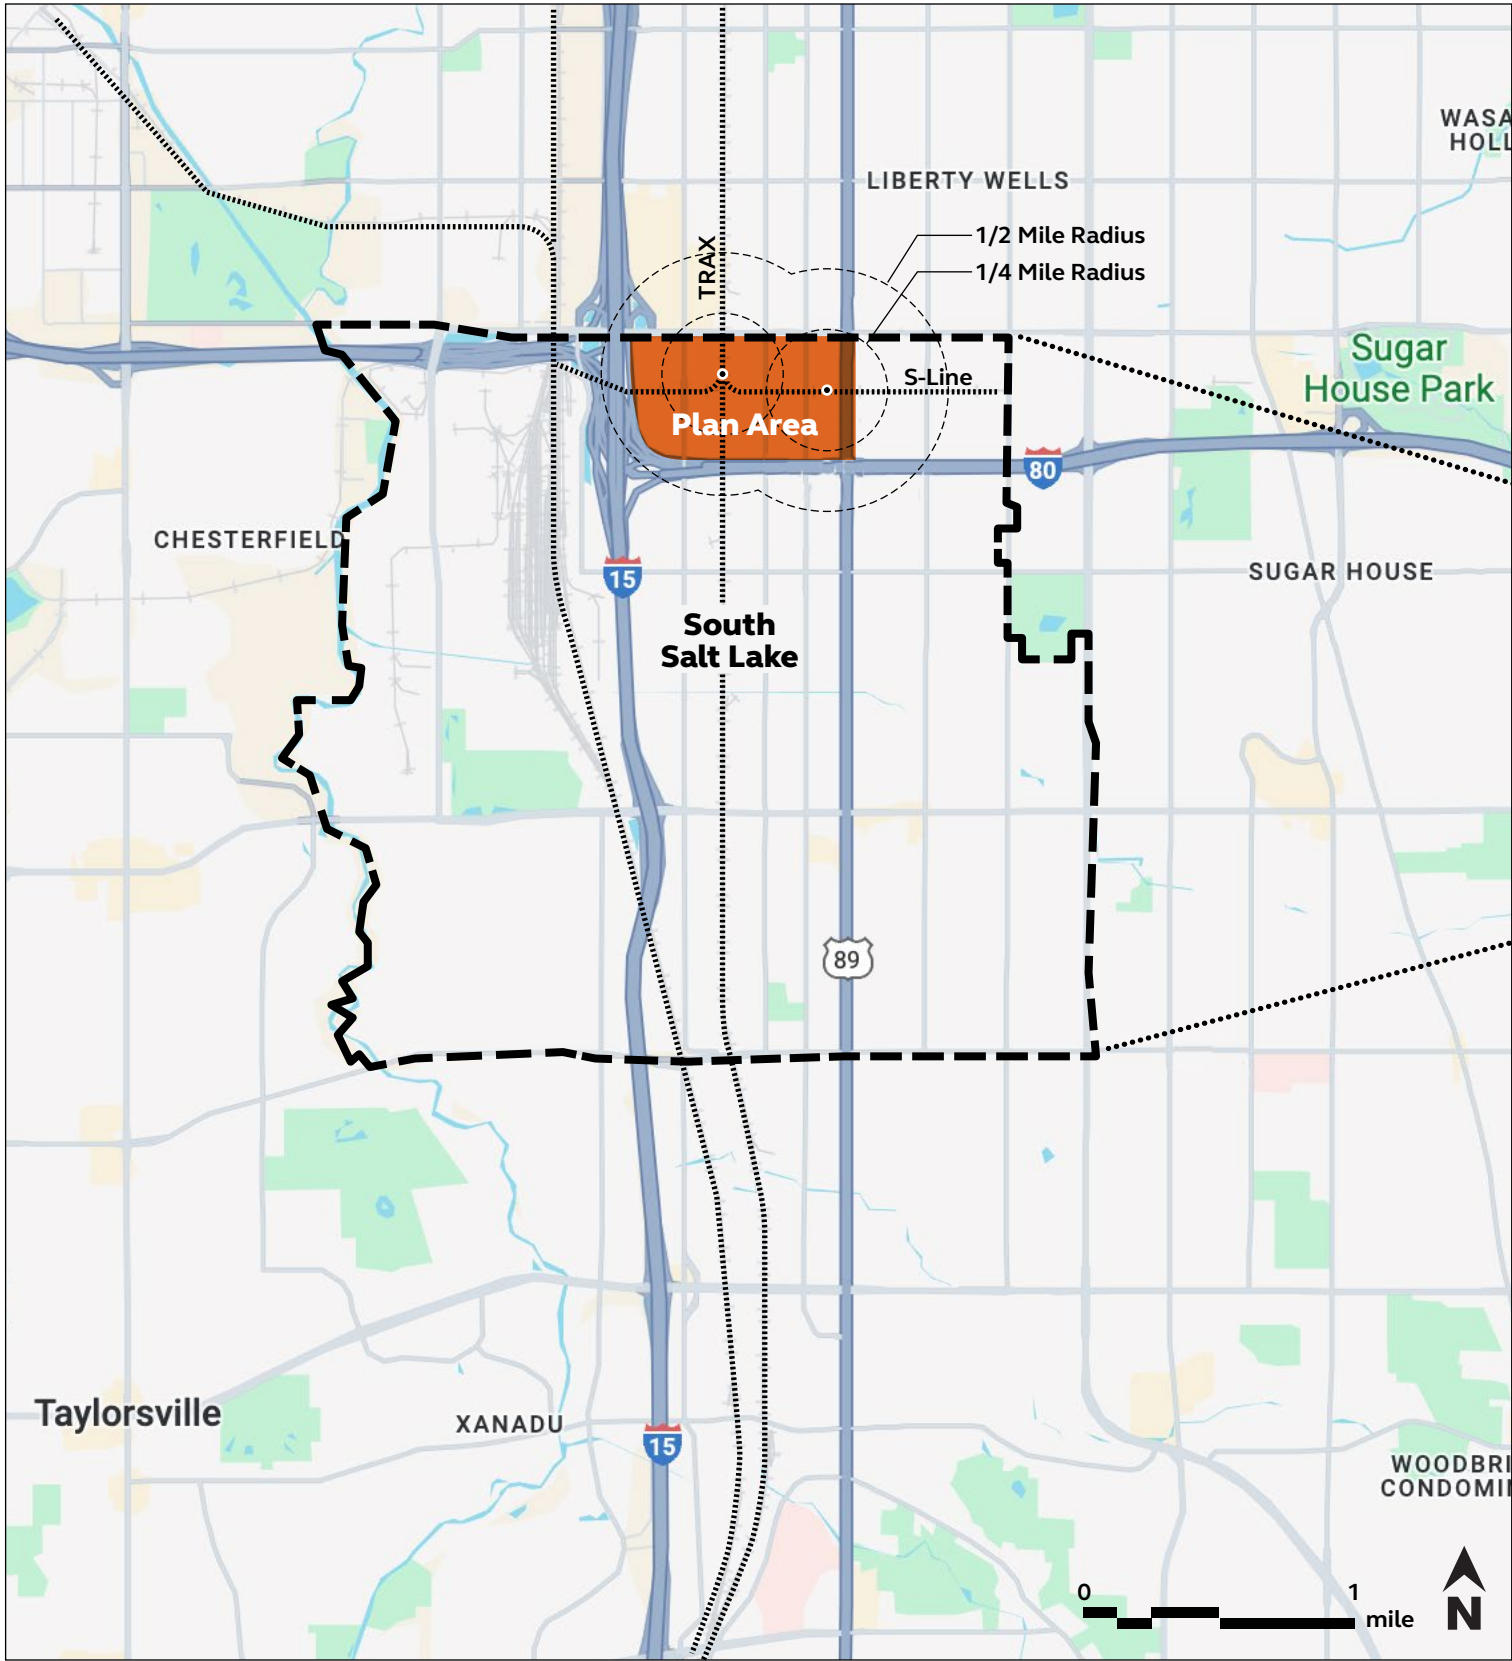 WASA
HOLL
LIBERTY WELLS
1/2 Mile Radius
TRAX
1/4 Mile Radius
Sugar
House Park
S-Line
Plan Area
80
CHESTERFIELD
15
SUGAR HOUSE
South
Salt Lake
89
Taylorsville
XANADU
15
WOODBRI
CONDOMI
0
1
mile
N